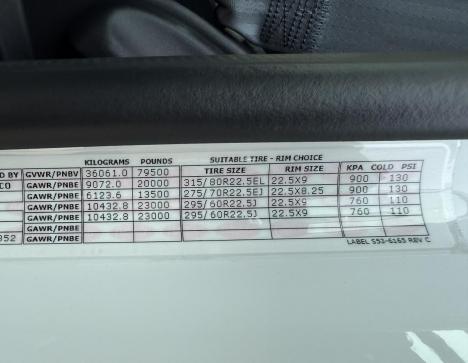 KILOGRAMS POUNDS SUITABLE TIRE - RIM CHOICE
D BY GVWR/PNBV 36061.0 79500 TIRE SIZE RIM SIZE KPA COLD PSI
CO GAWR/PNBE 9072.0 20000 315/80R22.5EL 22.5X9 900 130
GAWR/PNBE 6123.6 13500 275/70R22.5EJ 22.5X8.25 900 130
GAWR/PNBE 10432.8 23000 295/60R22.5J 22.5X9 760 110
GAWR/PNBE 10432.8 23000 295/60R22.5J 22.5X9 760 110
GAWR/PNBE
952 GAWR/PNBE
LABEL S53-6165 REV C